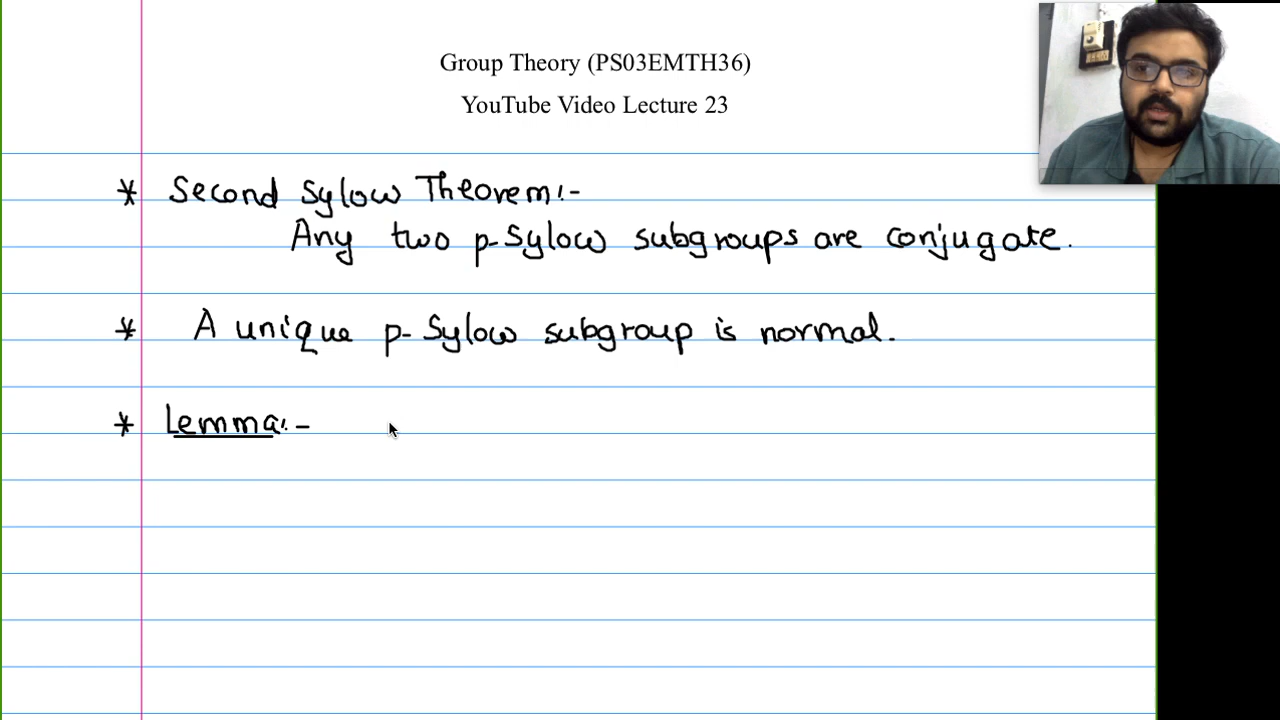 Group Theory (PS03EMTH36)
YouTube Video Lecture 23
* Second Sylow Theorem:-
Any two p-Sylow subgroups are conjugate.
* A unique p-Sylow subgroup is normal.
* Lemma:-